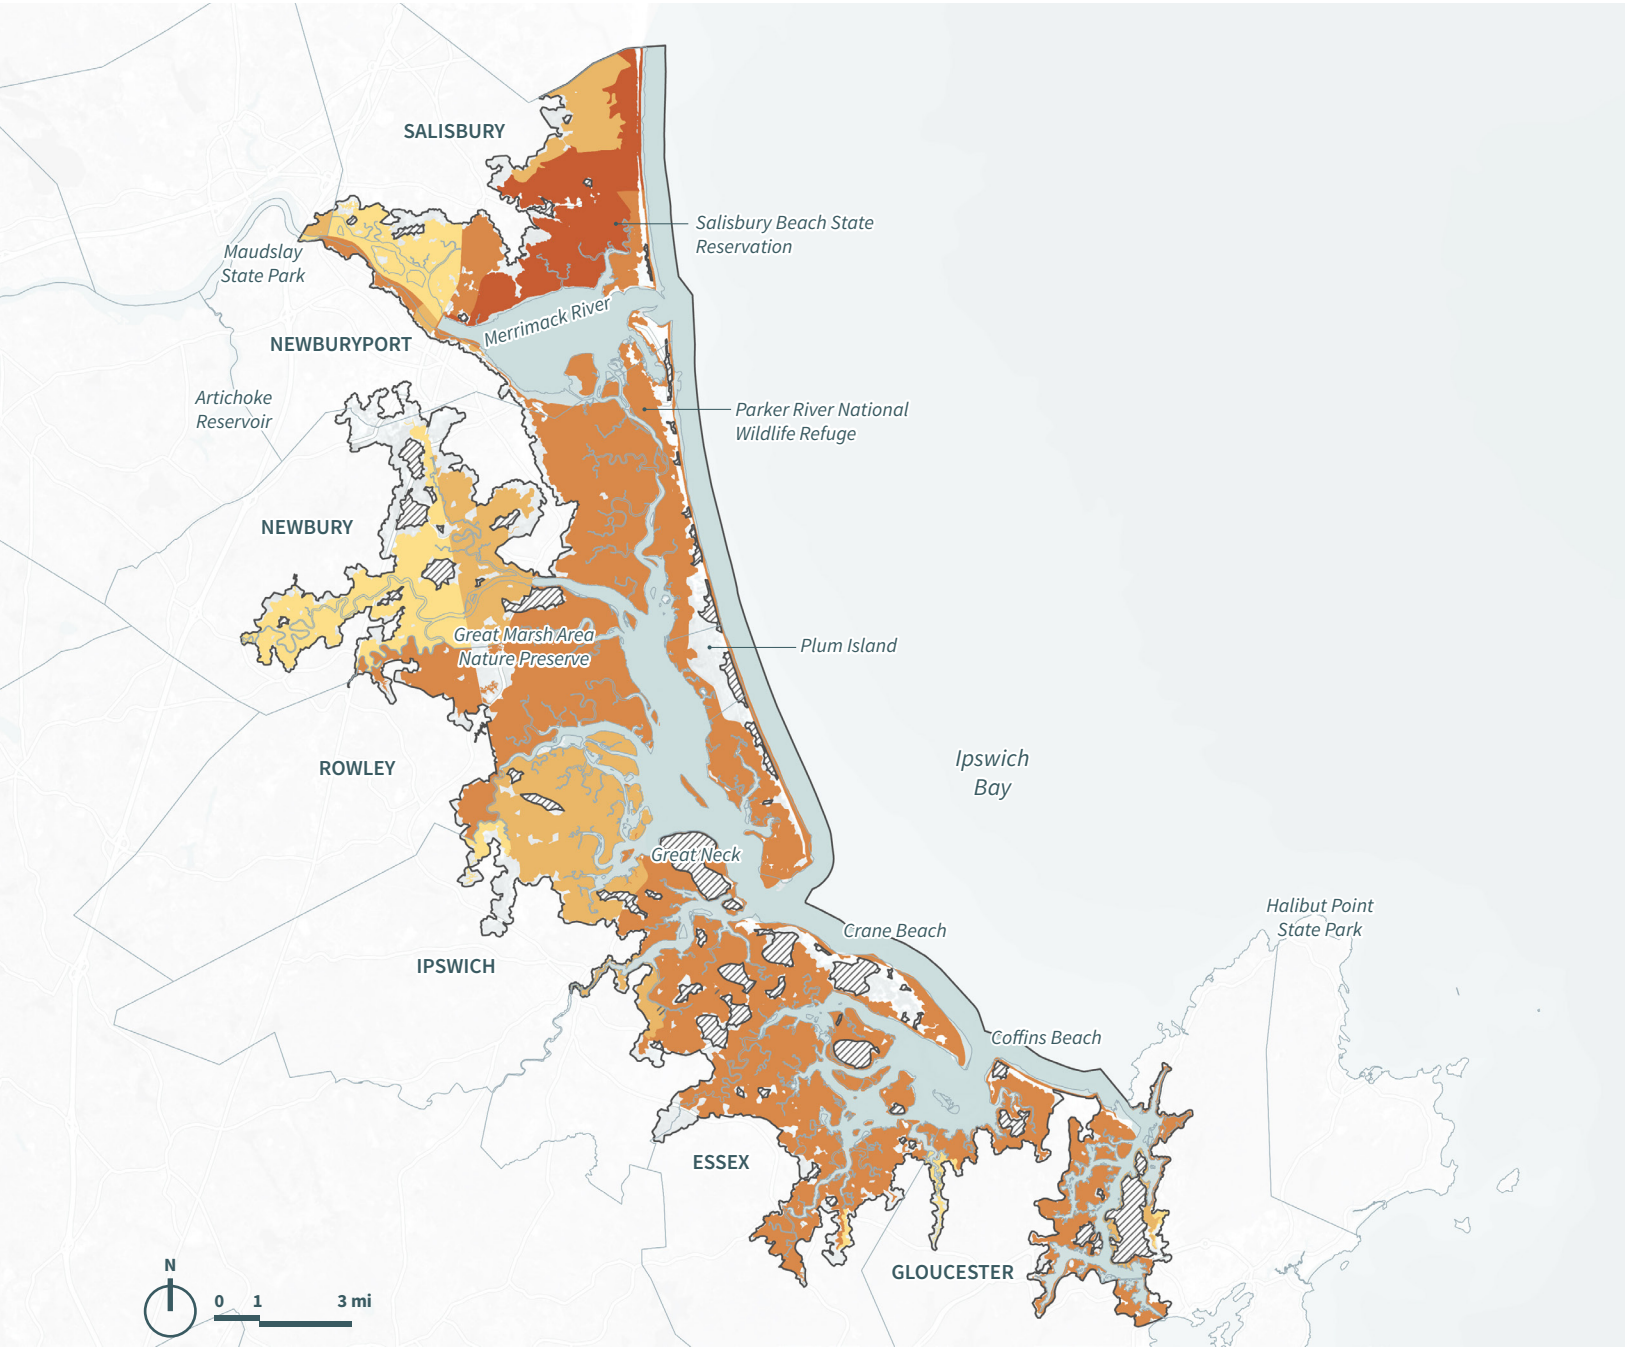 SALISBURY
Salisbury Beach State
Reservation
Maudslay
State Park
Merrimack River
NEWBURYPORT
Artichoke
Reservoir
Parker River National
Wildlife Refuge
NEWBURY
Great Marsh Area
Nature Preserve
Plum Island
ROWLEY
Ipswich
Bay
Great Neck
Halibut Point
State Park
Crane Beach
IPSWICH
Coffins Beach
ESSEX
GLOUCESTER
N
0 1 3 mi